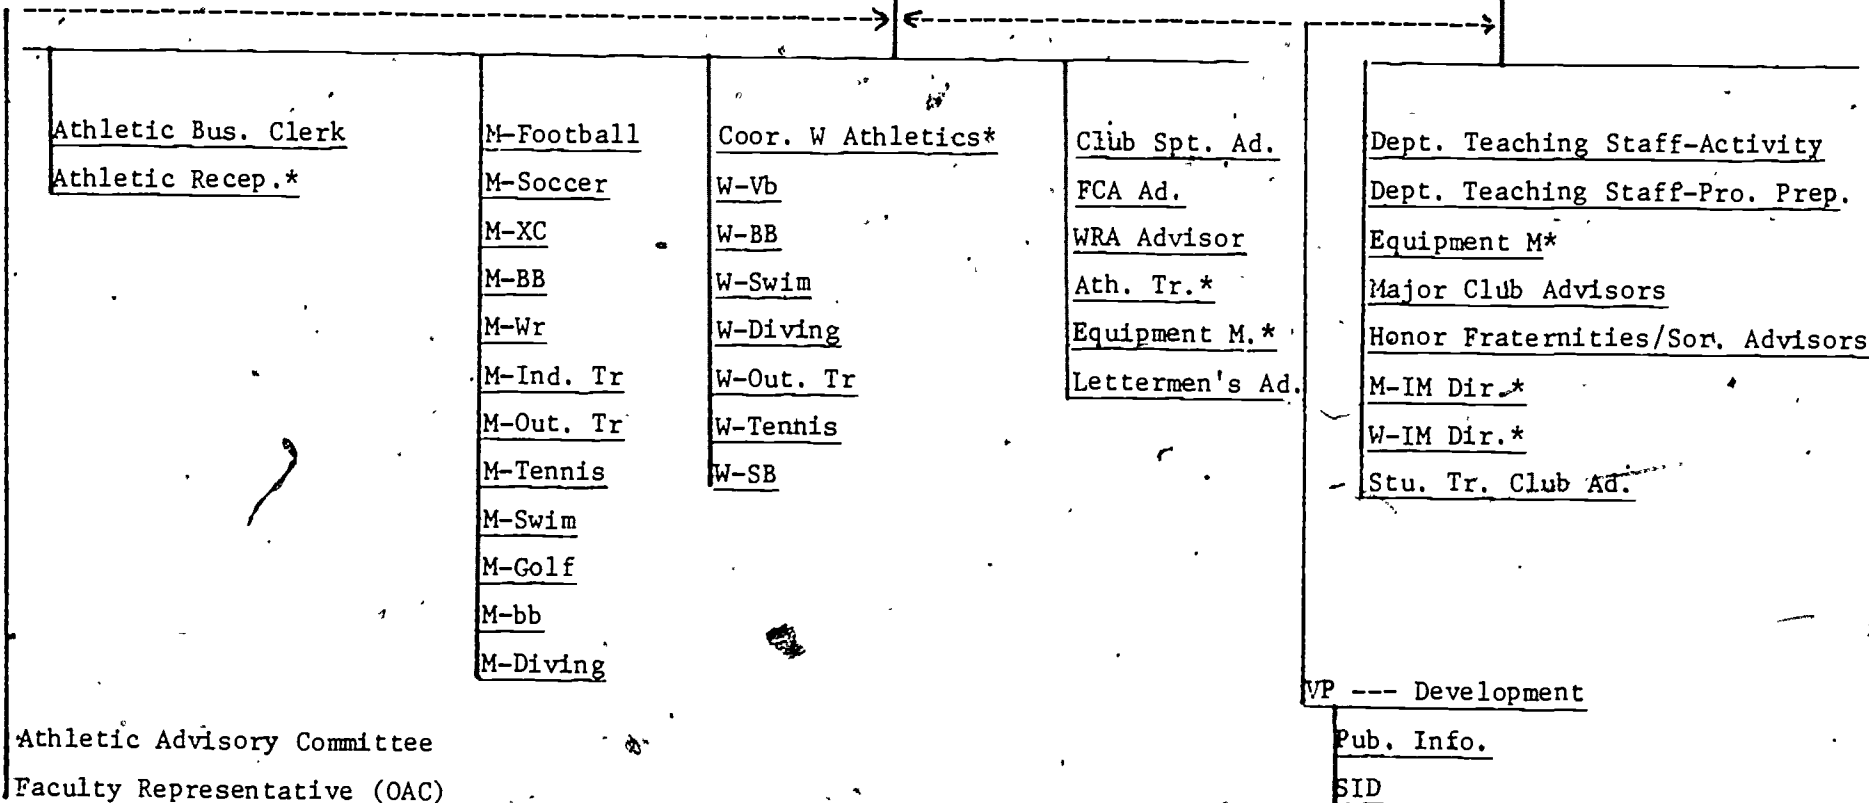 Athletic Bus. Clerk
Athletic Recep.*
M-Football
M-Soccer
M-XC
M-BB
M-Wr
M-Ind. Tr
M-Out. Tr
M-Tennis
M-Swim
M-Golf
M-bb
M-Diving
Coor. W Athletics*
W-Vb
W-BB
W-Swim
W-Diving
W-Out. Tr
W-Tennis
W-SB
Club Spt. Ad.
FCA Ad.
WRA Advisor
Ath. Tr.*
Equipment M.*
Lettermen's Ad.
Dept. Teaching Staff-Activity
Dept. Teaching Staff-Pro. Prep.
Equipment M*
Major Club Advisors
Honor Fraternities/Sor. Advisors
M-IM Dir.*
W-IM Dir.*
Stu. Tr. Club Ad.
VP --- Development
Pub. Info.
SID
Athletic Advisory Committee
Faculty Representative (OAC)